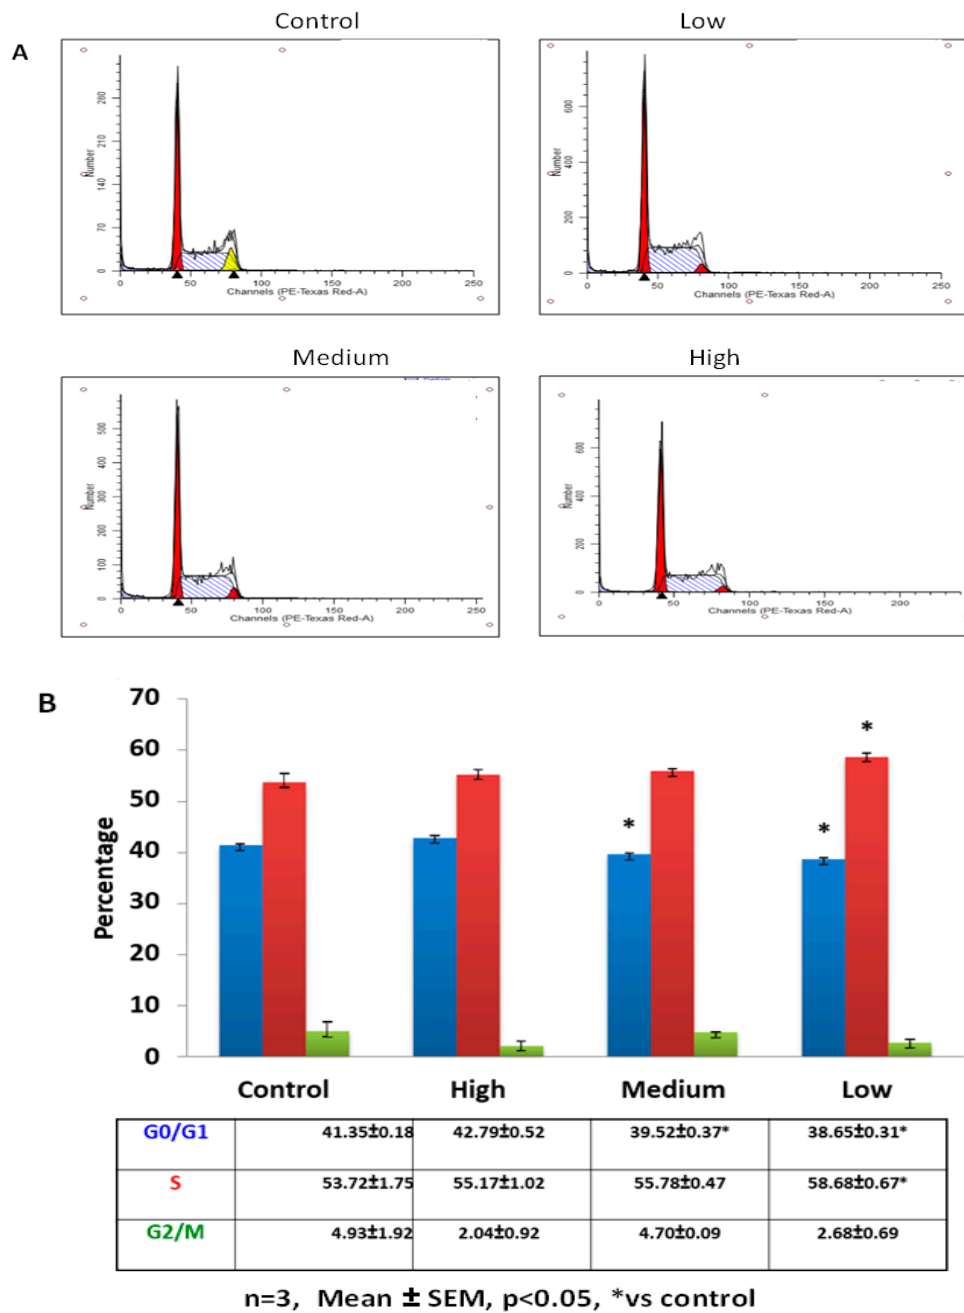 Control Low
A
280
210
140
70
0
Number
0 50 100 150 200 250
Channels (PE-Texas Red-A)
600
400
200
0
Number
0 50 100 150 200 250
Channels (PE-Texas Red-A)
Medium High
500
400
300
200
100
0
Number
0 50 100 150 200 250
Channels (PE-Texas Red-A)
600
400
200
0
Number
0 50 100 150 200
Channels (PE-Texas Red-A)
B
70
60
50
40
30
20
10
0
Percentage
*
*
*
Control High Medium Low
G0/G1 41.35±0.18 42.79±0.52 39.52±0.37* 38.65±0.31*
S 53.72±1.75 55.17±1.02 55.78±0.47 58.68±0.67*
G2/M 4.93±1.92 2.04±0.92 4.70±0.09 2.68±0.69
n=3, Mean ± SEM, p<0.05, *vs control